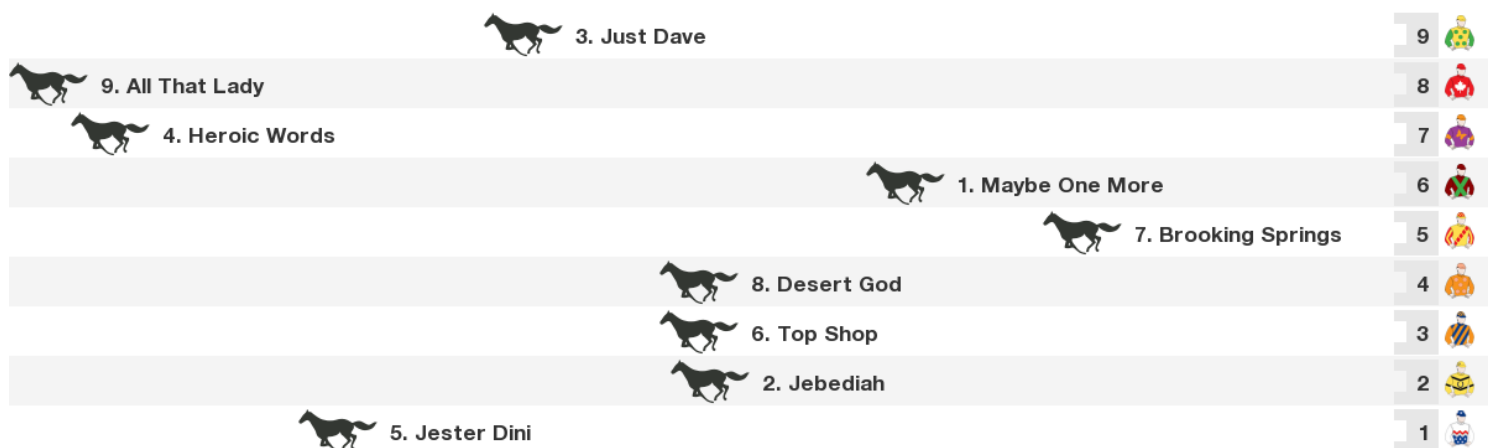 3. Just Dave 9
9. All That Lady 8
4. Heroic Words 7
1. Maybe One More 6
7. Brooking Springs 5
8. Desert God 4
6. Top Shop 3
2. Jebediah 2
5. Jester Dini 1